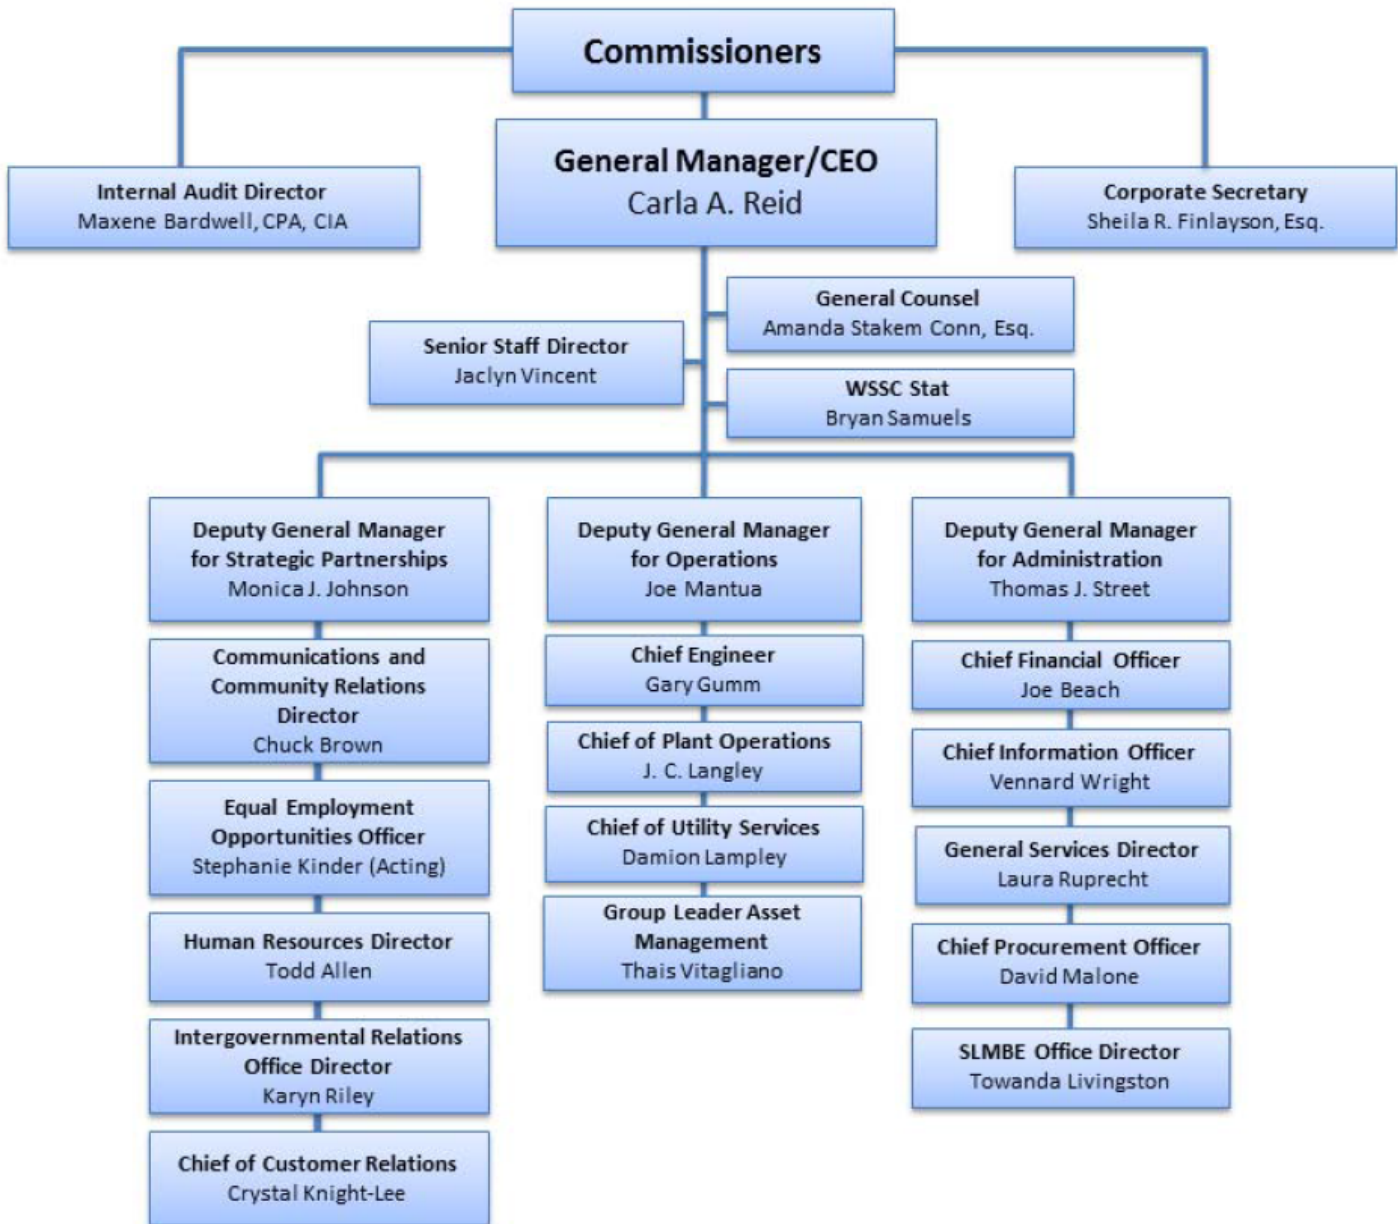 Commissioners
General Manager/CEO
Carla A. Reid
Internal Audit Director
Maxene Bardwell, CPA, CIA
Corporate Secretary
Sheila R. Finlayson, Esq.
General Counsel
Amanda Stakem Conn, Esq.
Senior Staff Director
Jaclyn Vincent
WSSC Stat
Bryan Samuels
Deputy General Manager
for Strategic Partnerships
Monica J. Johnson
Communications and
Community Relations
Director
Chuck Brown
Equal Employment
Opportunities Officer
Stephanie Kinder (Acting)
Human Resources Director
Todd Allen
Intergovernmental Relations
Office Director
Karyn Riley
Chief of Customer Relations
Crystal Knight-Lee
Deputy General Manager
for Operations
Joe Mantua
Chief Engineer
Gary Gumm
Chief of Plant Operations
J. C. Langley
Chief of Utility Services
Damion Lampley
Group Leader Asset
Management
Thais Vitagliano
Deputy General Manager
for Administration
Thomas J. Street
Chief Financial Officer
Joe Beach
Chief Information Officer
Vennard Wright
General Services Director
Laura Ruprecht
Chief Procurement Officer
David Malone
SLMBE Office Director
Towanda Livingston